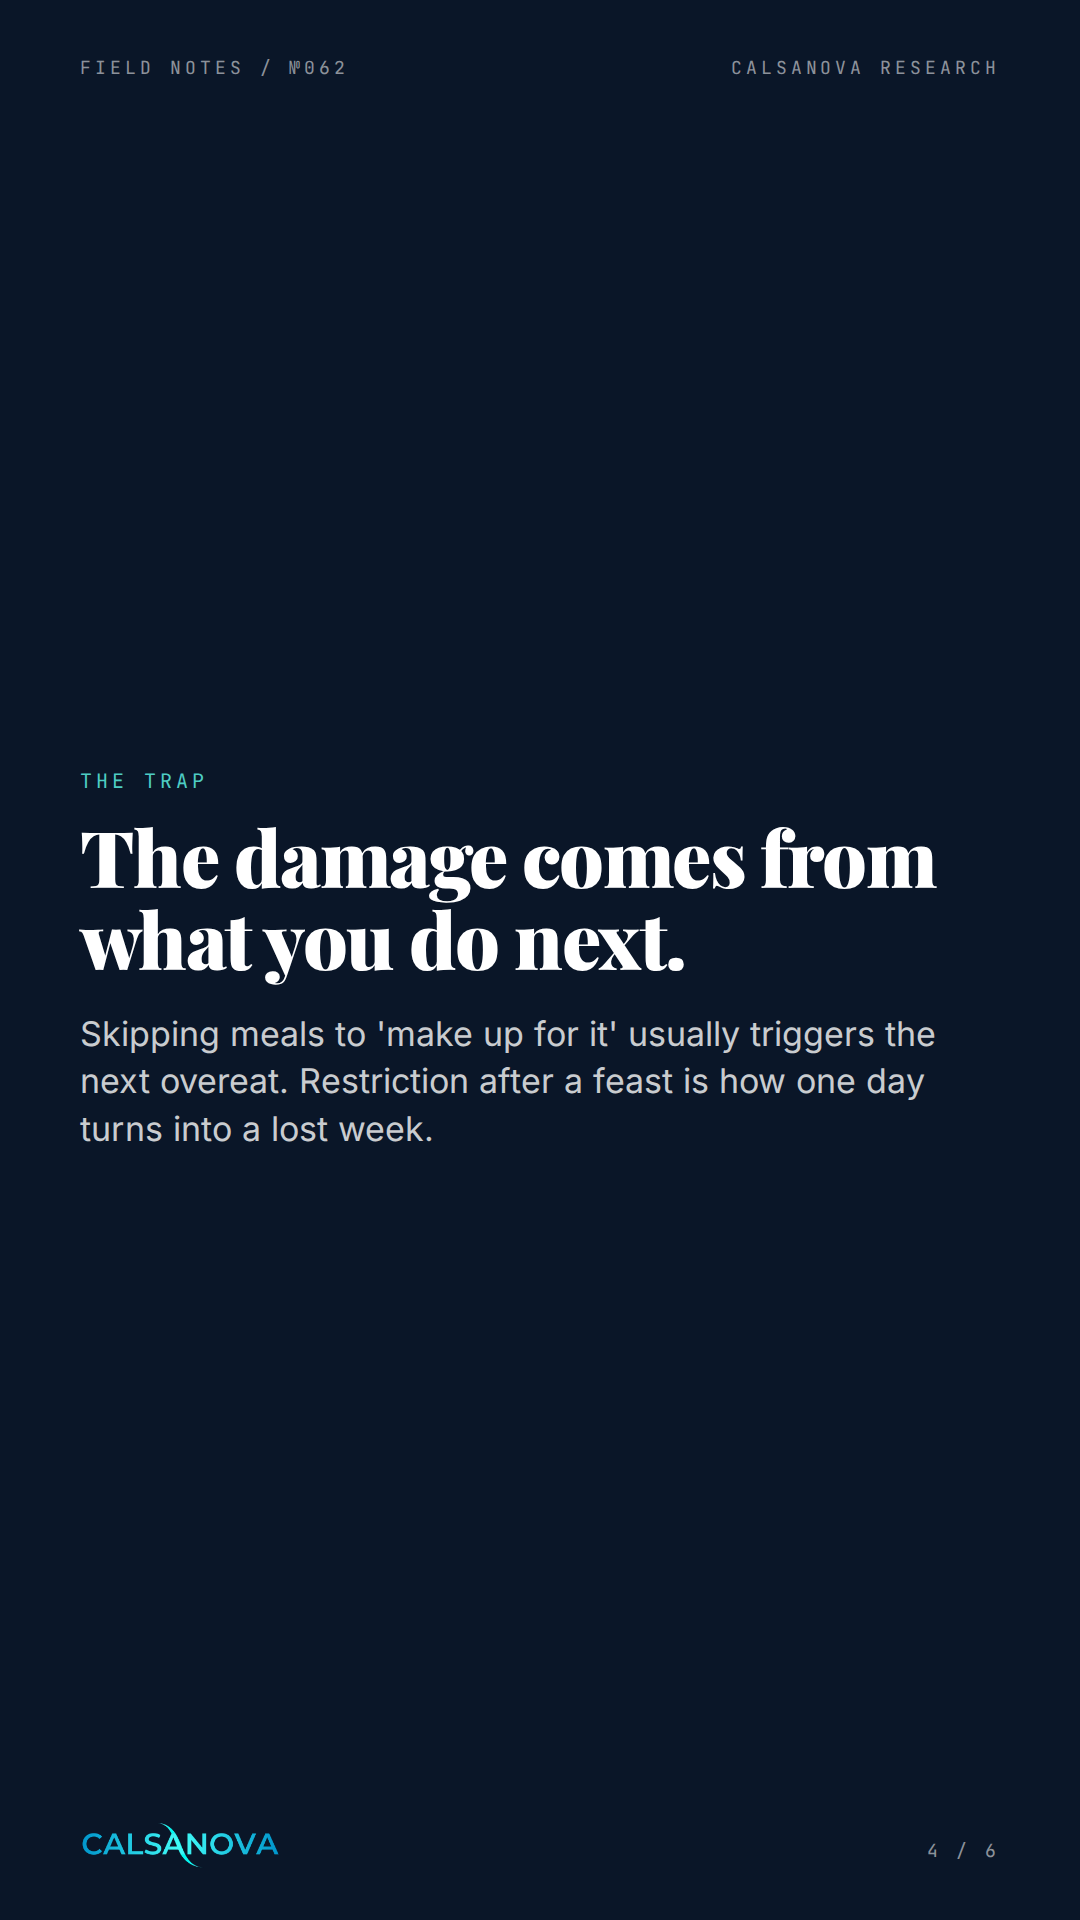 FIELD NOTES / №062
CALSANOVA RESEARCH
THE TRAP
The damage comes from
what you do next.
Skipping meals to 'make up for it' usually triggers the
next overeat. Restriction after a feast is how one day
turns into a lost week.
CALSANOVA
4 / 6